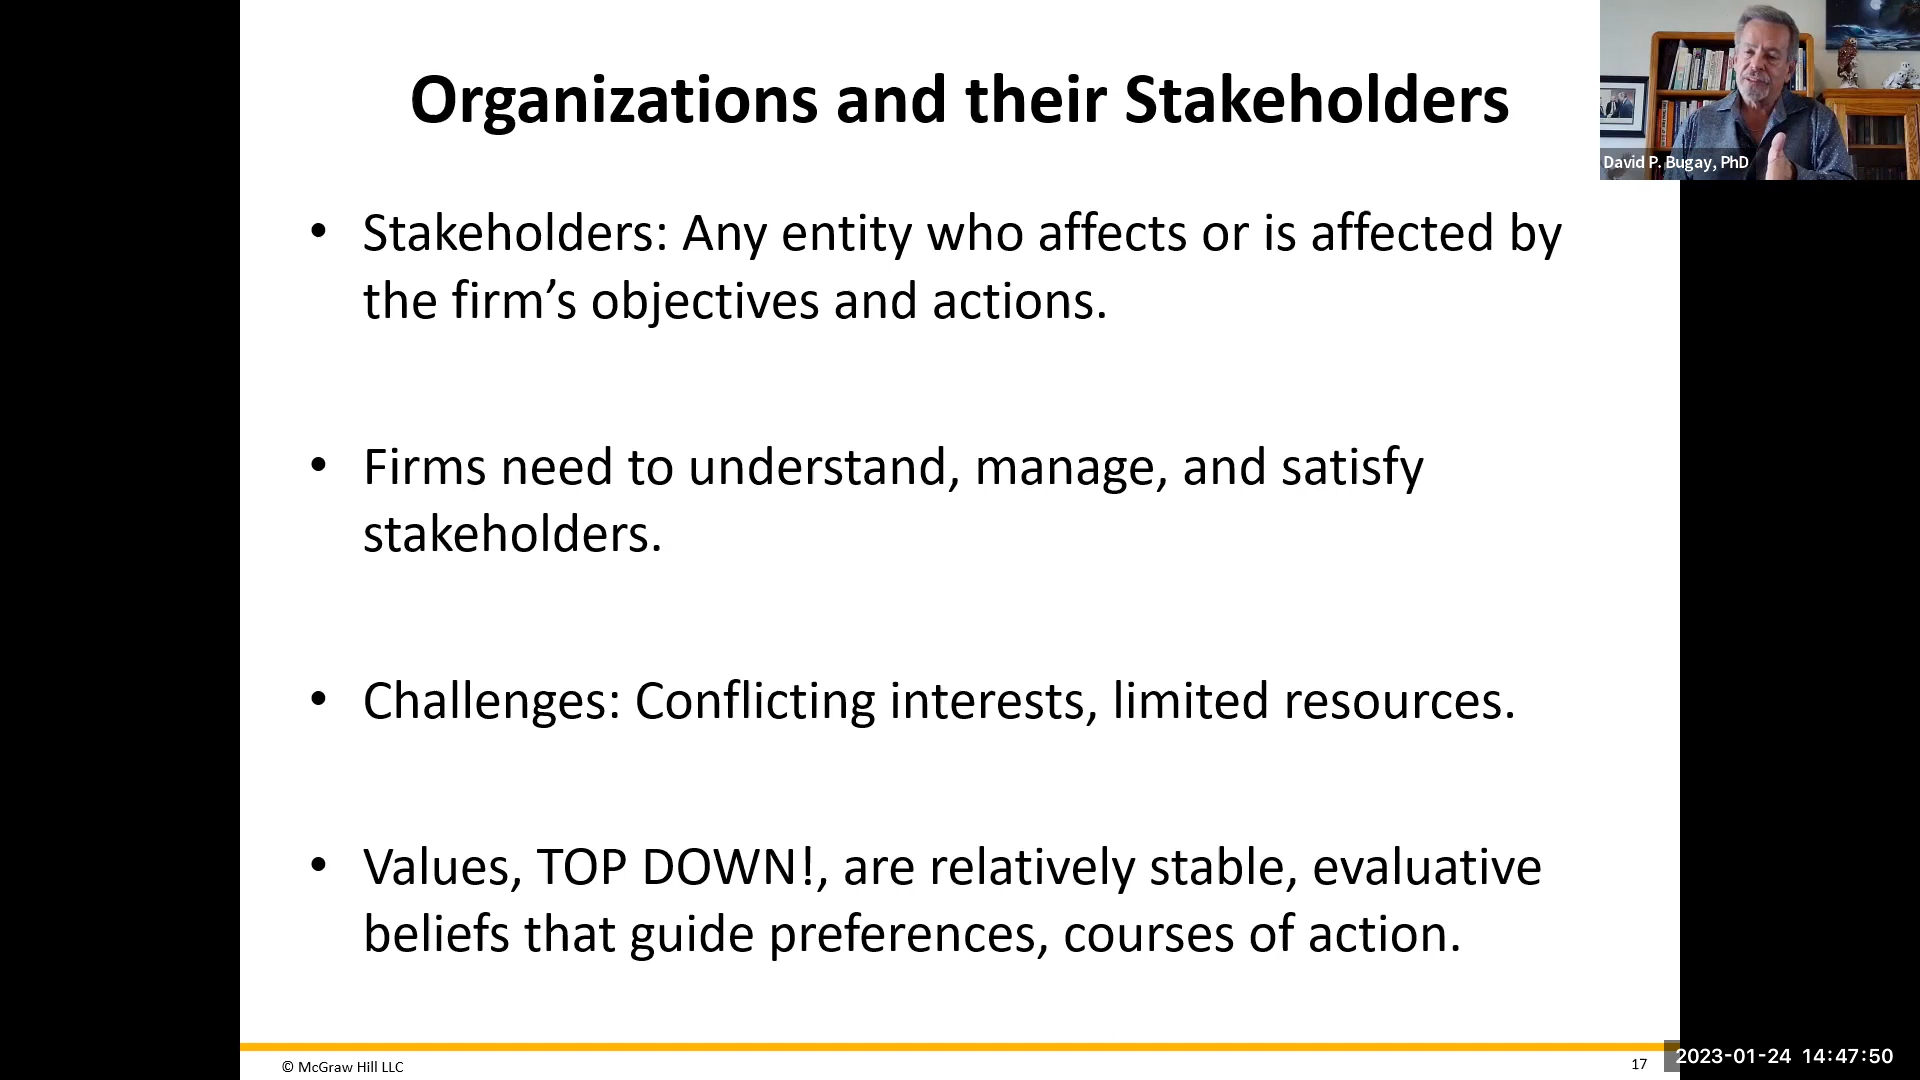 Organizations and their Stakeholders
David P. Bugay, PhD
• Stakeholders: Any entity who affects or is affected by
the firm’s objectives and actions.
• Firms need to understand, manage, and satisfy
stakeholders.
• Challenges: Conflicting interests, limited resources.
• Values, TOP DOWN!, are relatively stable, evaluative
beliefs that guide preferences, courses of action.
© McGraw Hill LLC
17
2023-01-24 14:47:50